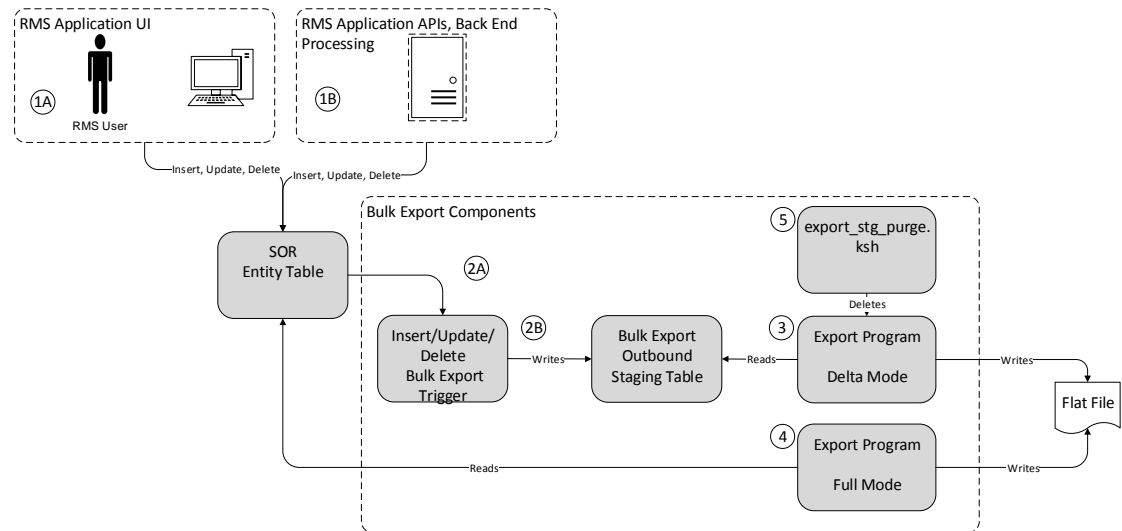 RMS Application UI
RMS Application APIs, Back End
Processing
1A
1B
RMS User
Insert, Update, Delete
Insert, Update, Delete
Bulk Export Components
5
export_stg_purge.
ksh
SOR
Entity Table
2A
Deletes
2B
3
Insert/Update/
Delete
Bulk Export
Trigger
Writes
Bulk Export
Outbound
Staging Table
Reads
Export Program
Delta Mode
Writes
Flat File
4
Export Program
Full Mode
Reads
Writes